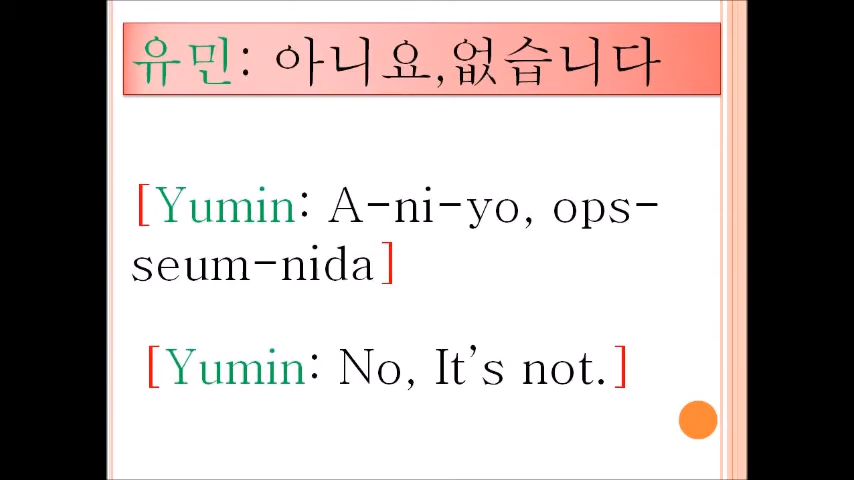 유민: 아니요,없습니다
[Yumin: A-ni-yo, ops-
seum-nida]
[Yumin: No, It’s not.]